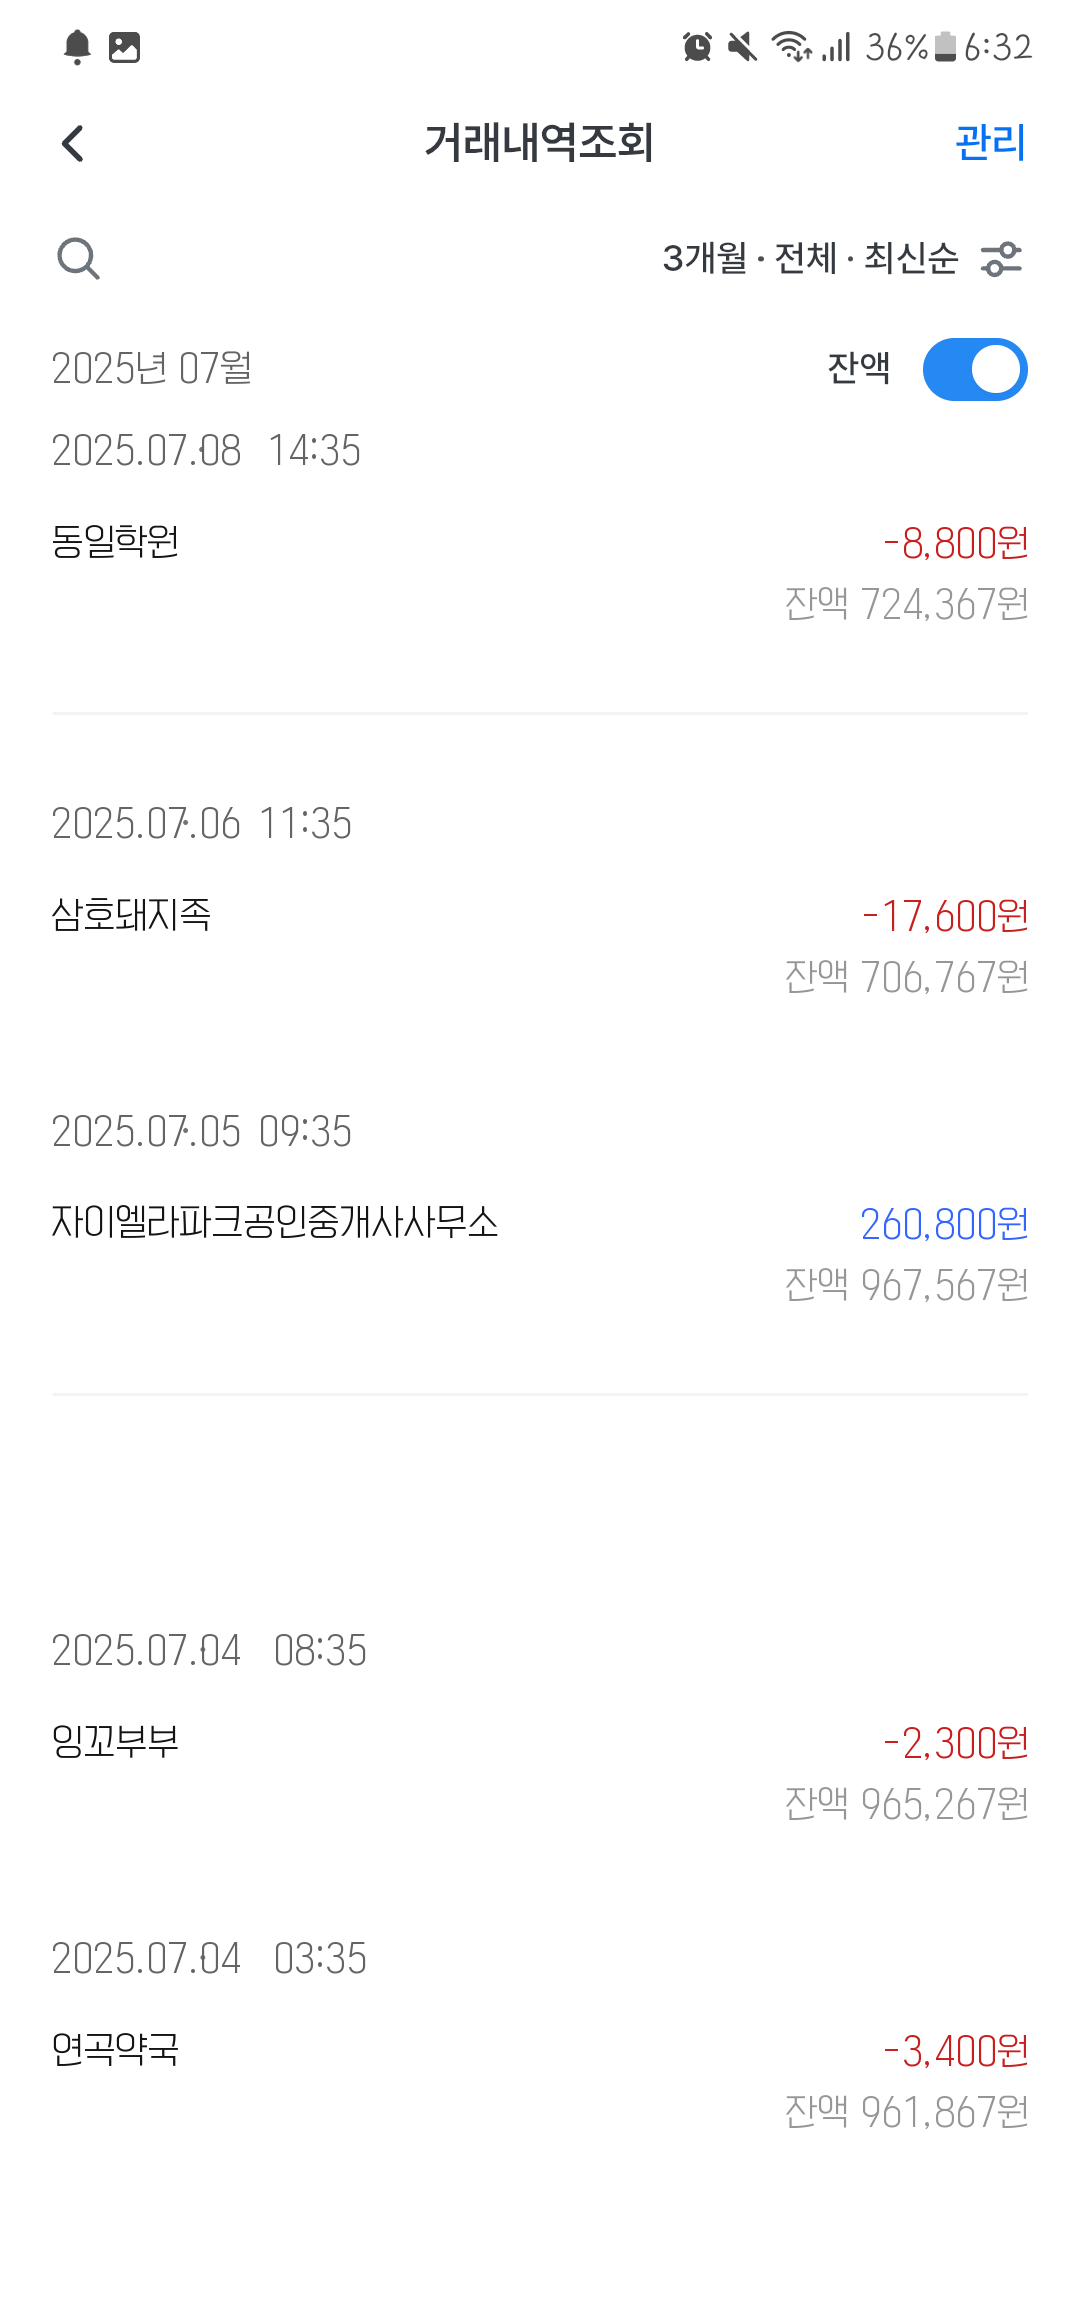 36% 6:32
거래내역조회 관리
3개월 · 전체 · 최신순
2025년 07월 잔액
2025.07.08 14:35
동일학원 -8,800원
잔액 724,367원
2025.07.06 11:35
삼호돼지족 -17,600원
잔액 706,767원
2025.07.05 09:35
자이엘라파크공인중개사사무소 260,800원
잔액 967,567원
2025.07.04 08:35
잉꼬부부 -2,300원
잔액 965,267원
2025.07.04 03:35
연곡약국 -3,400원
잔액 961,867원